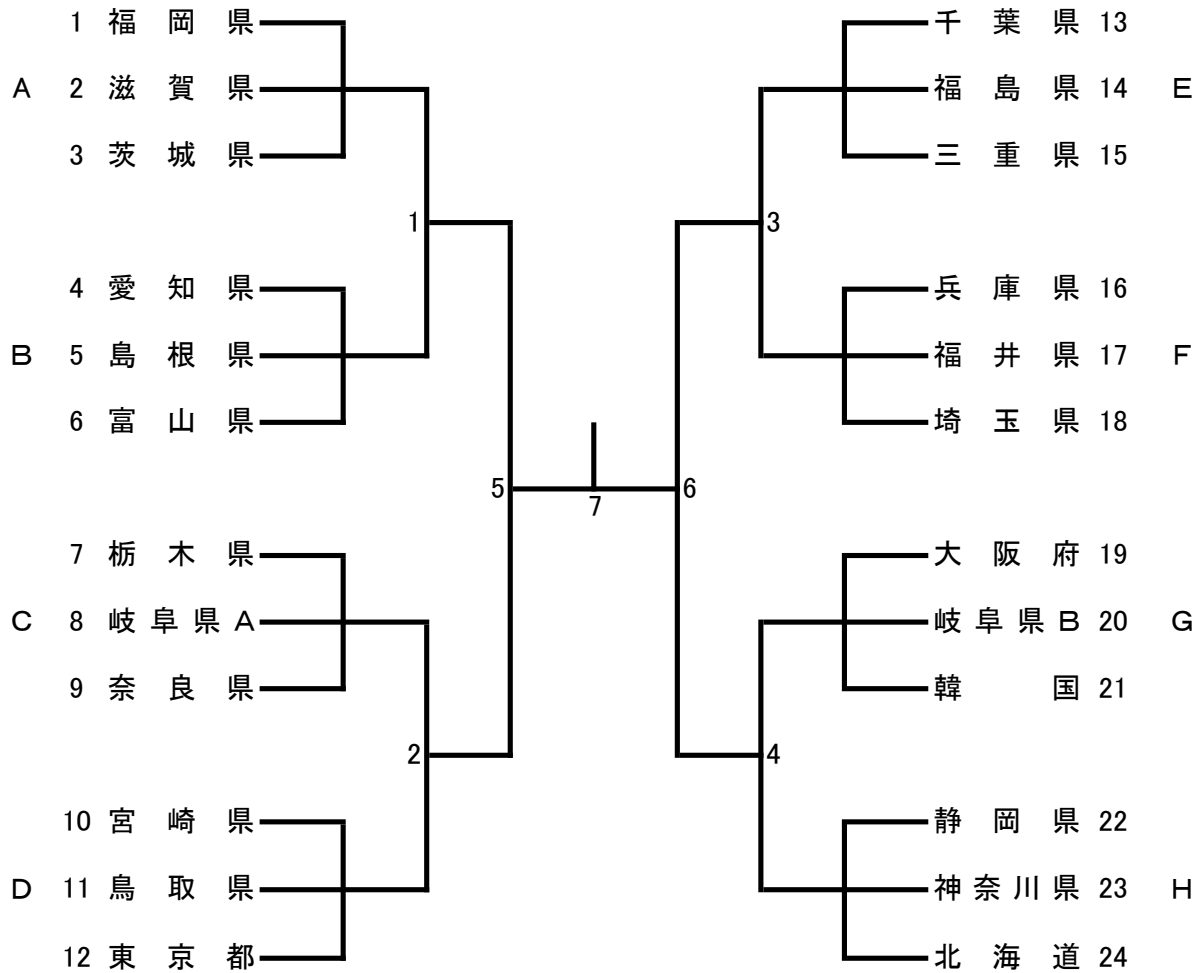 1 福岡県
A 2 滋賀県
3 茨城県
1
4 愛知県
B 5 島根県
6 富山県
5
7 栃木県
C 8 岐阜県A
9 奈良県
2
10 宮崎県
D 11 鳥取県
12 東京都
7
千葉県 13
福島県 14 E
三重県 15
3
兵庫県 16
福井県 17 F
埼玉県 18
6
大阪府 19
岐阜県B 20 G
韓国 21
4
静岡県 22
神奈川県 23 H
北海道 24